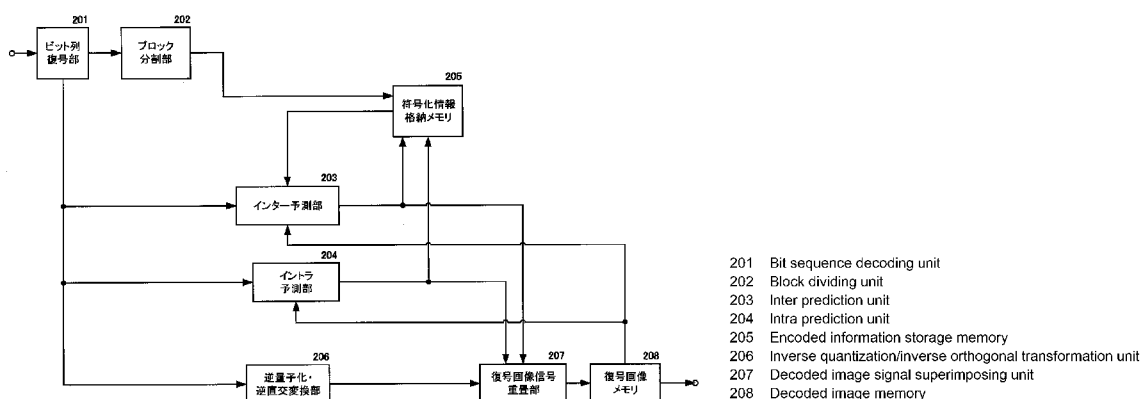 201
ビット列
復号部
202
ブロック
分割部
205
符号化情報
格納メモリ
203
インター予測部
204
イントラ
予測部
206
逆量子化・
逆直交変換部
207
復号画像信号
重畳部
208
復号画像
メモリ
201 Bit sequence decoding unit
202 Block dividing unit
203 Inter prediction unit
204 Intra prediction unit
205 Encoded information storage memory
206 Inverse quantization/inverse orthogonal transformation unit
207 Decoded image signal superimposing unit
208 Decoded image memory